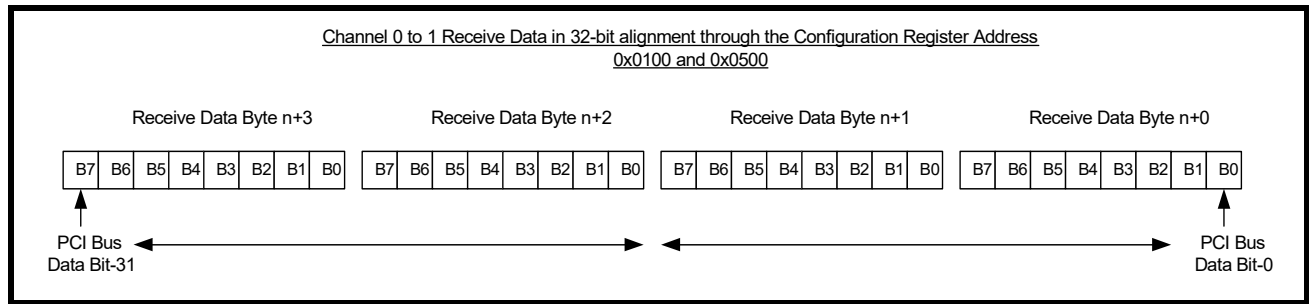 Channel 0 to 1 Receive Data in 32-bit alignment through the Configuration Register Address
0x0100 and 0x0500
Receive Data Byte n+3 Receive Data Byte n+2 Receive Data Byte n+1 Receive Data Byte n+0
B7 B6 B5 B4 B3 B2 B1 B0 B7 B6 B5 B4 B3 B2 B1 B0 B7 B6 B5 B4 B3 B2 B1 B0 B7 B6 B5 B4 B3 B2 B1 B0
PCI Bus PCI Bus
Data Bit-31 Data Bit-0